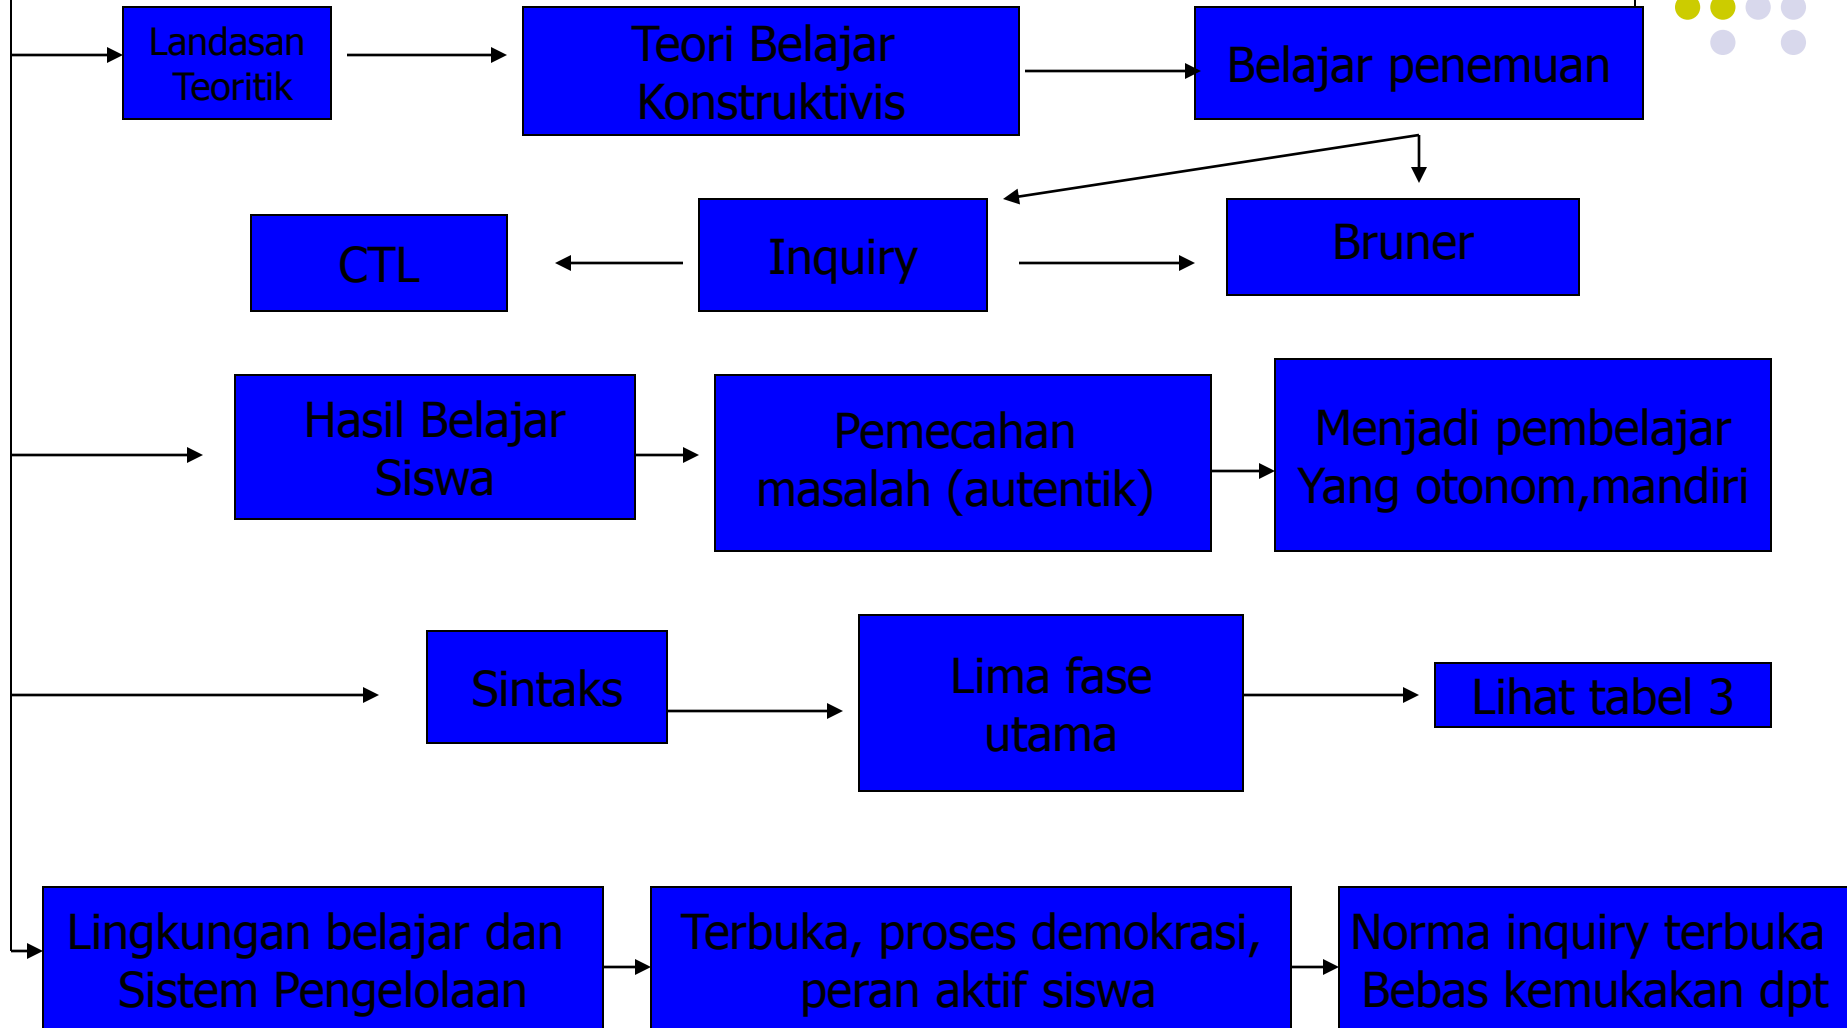 Landasan
Teoritik
Teori Belajar
Konstruktivis
Belajar penemuan
CTL
Inquiry
Bruner
Hasil Belajar
Siswa
Pemecahan
masalah (autentik)
Menjadi pembelajar
Yang otonom,mandiri
Sintaks
Lima fase
utama
Lihat tabel 3
Lingkungan belajar dan
Sistem Pengelolaan
Terbuka, proses demokrasi,
peran aktif siswa
Norma inquiry terbuka
Bebas kemukakan dpt